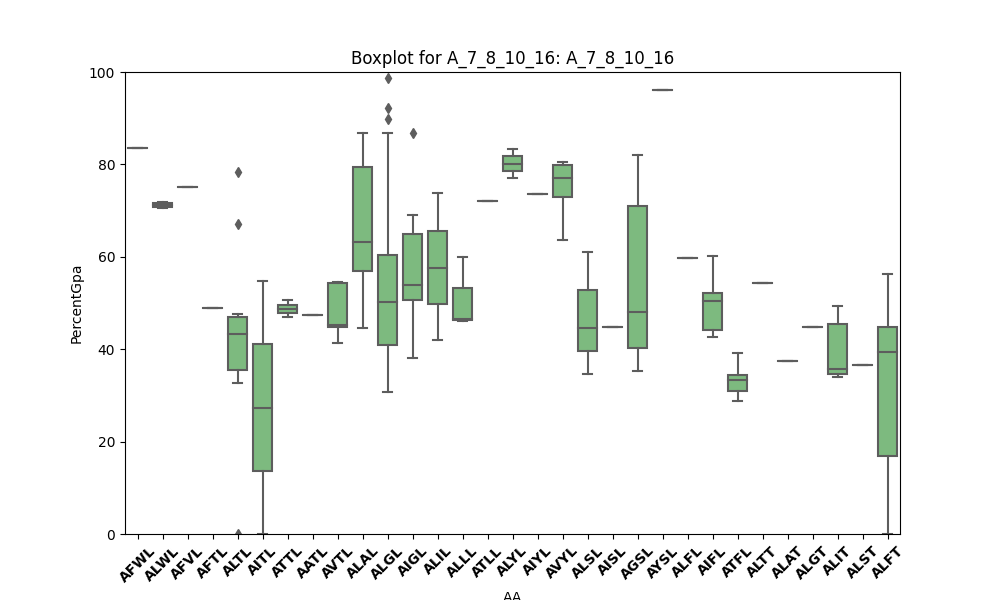 Boxplot for A_7_8_10_16: A_7_8_10_16
PercentGpa
100
80
60
40
20
0
AFWL ALWL AFVL AFTL ALTL AITL ATTL AATL AVTL ALAL ALGL AIGL ALIL ALLL ATLL ALYL AIYL AVYL ALSL AISL AGSL AYSL ALFL AIFL ATFL ALTT ALAT ALGT ALIT ALST ALFT
AA